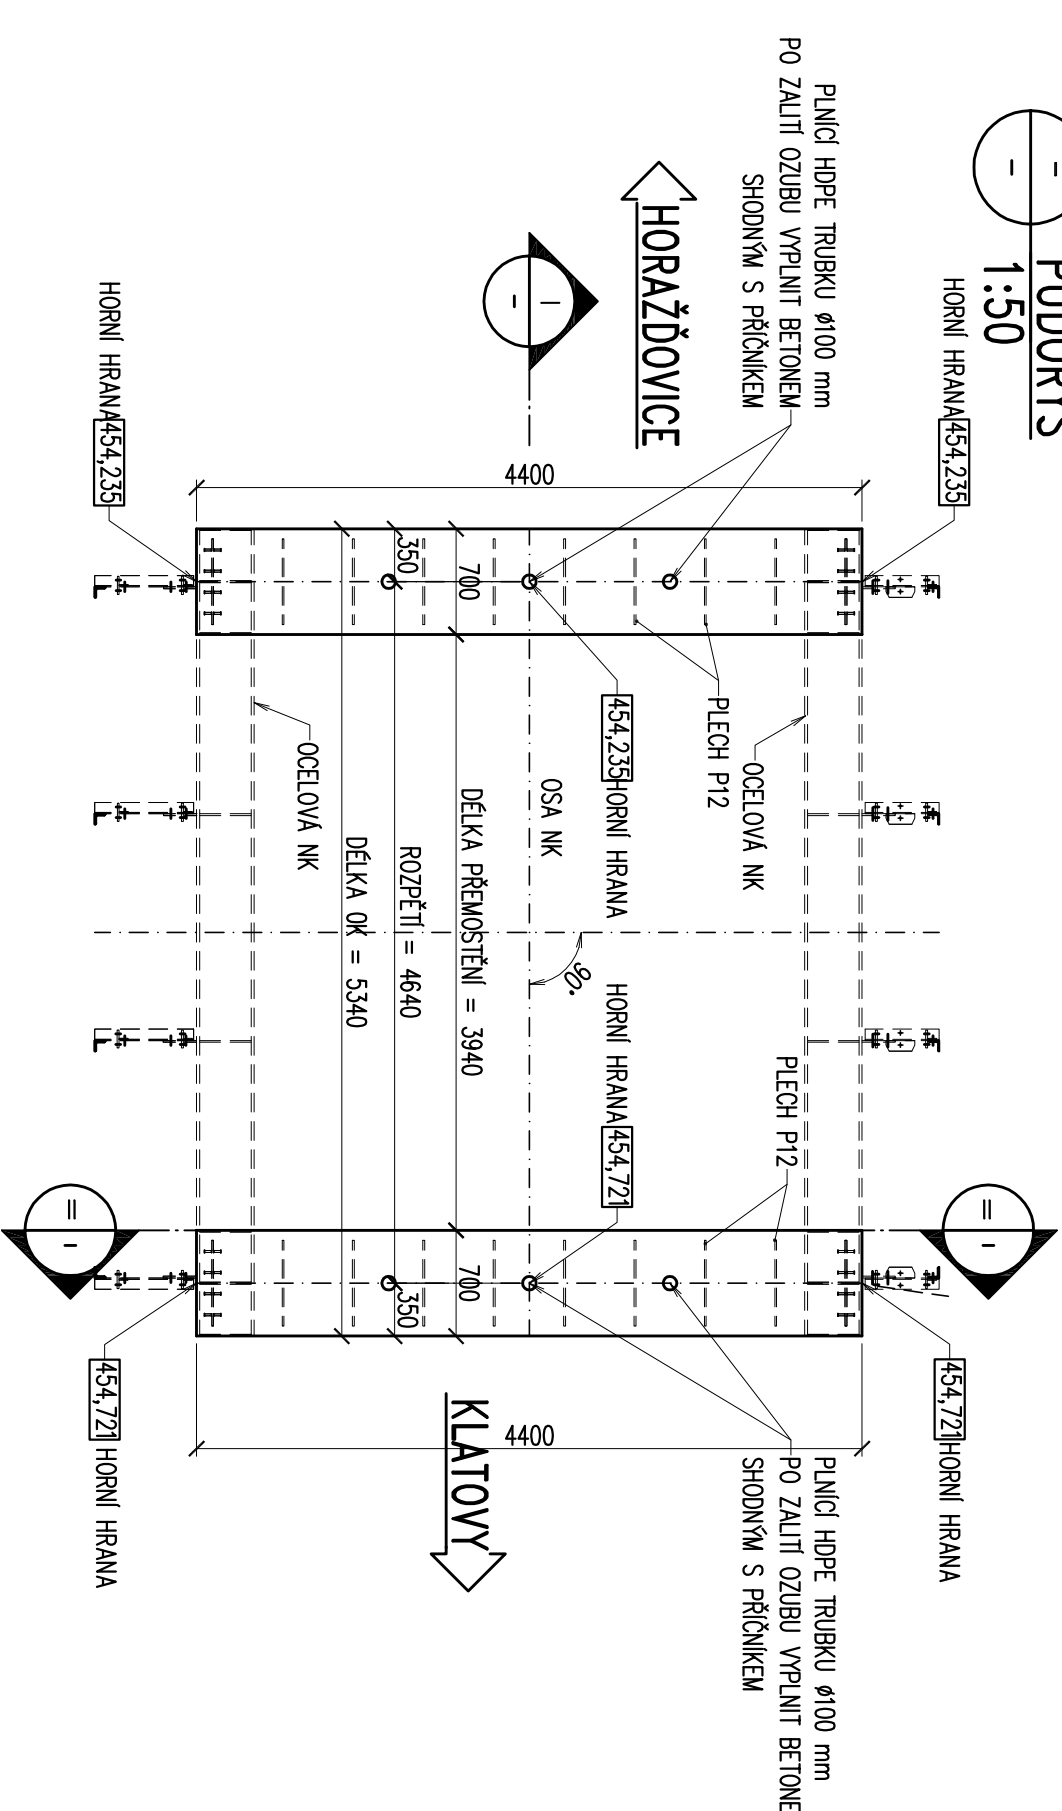 PŮDORYS
1:50
-
-
HORNÍ HRANA 454,235
PLNÍCÍ HDPE TRUBKU ø100 mm
PO ZALITÍ OZUBU VYPLNIT BETONEM
SHODNÝM S PŘÍČNÍKEM
HORAŽĎOVICE
I
-
HORNÍ HRANA 454,235
4400
350
700
PLECH P12
OCELOVÁ NK
454,235 HORNÍ HRANA
OSA NK
OCELOVÁ NK
DÉLKA PŘEMOSTĚNÍ = 3940
ROZPĚTÍ = 4640
DÉLKA OK = 5340
90°
HORNÍ HRANA 454,721
PLECH P12
II
-
II
-
700
350
454,721 HORNÍ HRANA
454,721 HORNÍ HRANA
4400
KLATOVY
PLNÍCÍ HDPE TRUBKU ø100 mm
PO ZALITÍ OZUBU VYPLNIT BETONE
SHODNÝM S PŘÍČNÍKEM